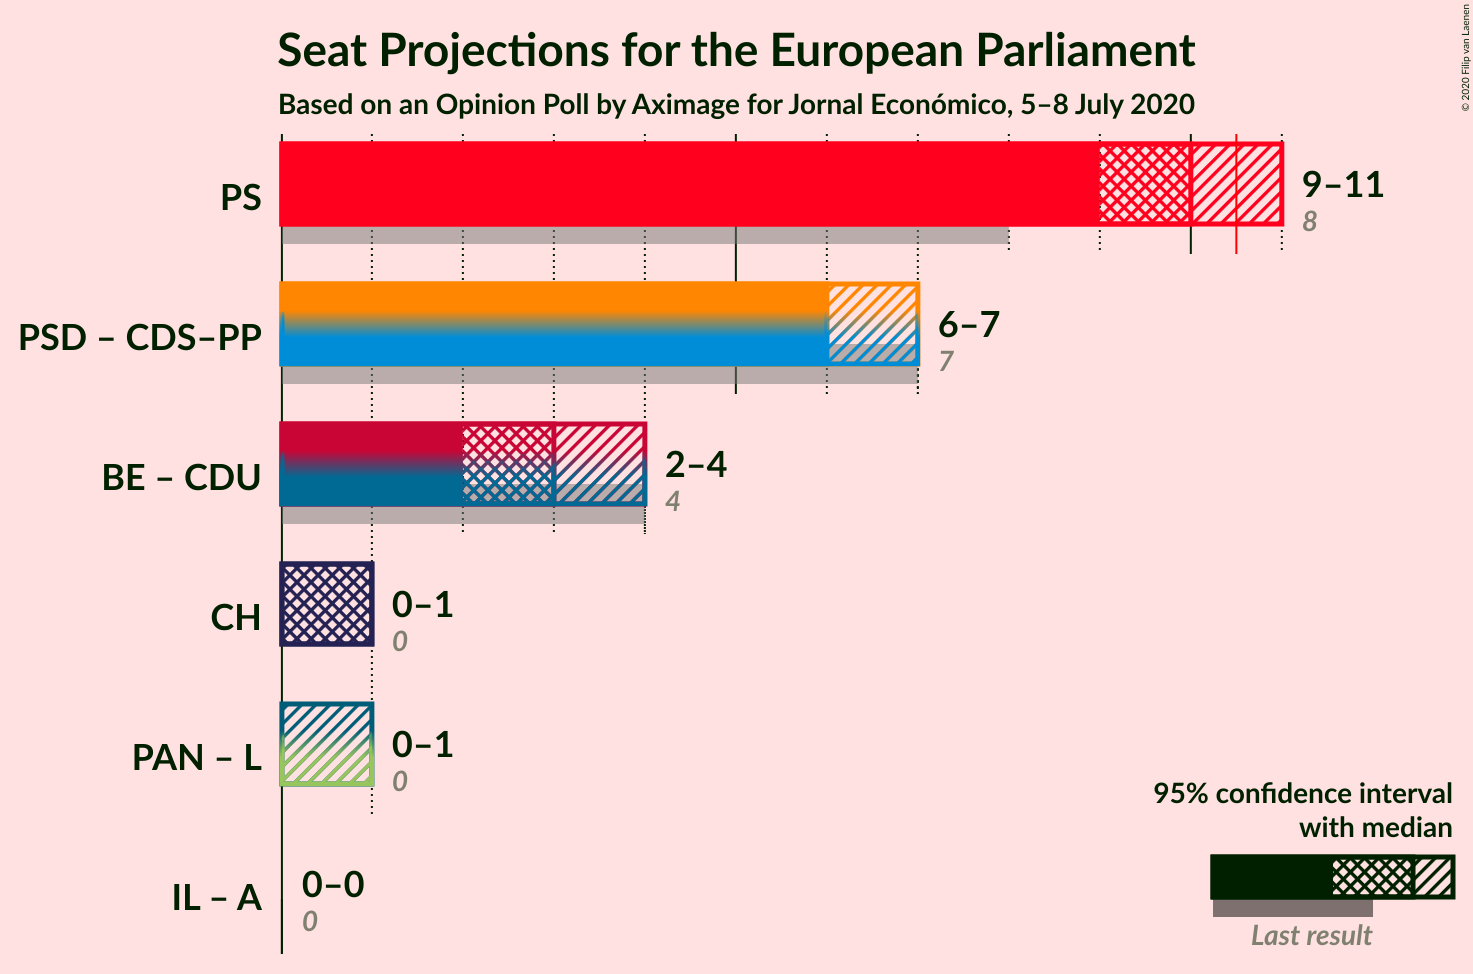 Seat Projections for the European Parliament
Based on an Opinion Poll by Aximage for Jornal Económico, 5–8 July 2020
© 2020 Filip van Laenen
PS
9–11
8
PSD – CDS–PP
6–7
7
BE – CDU
2–4
4
CH
0–1
0
PAN – L
0–1
0
IL – A
0–0
0
95% confidence interval
with median
Last result